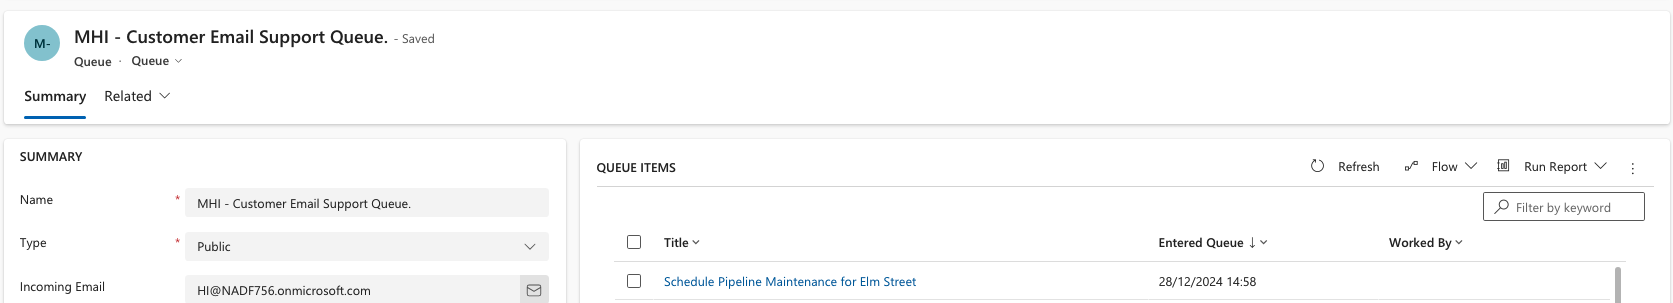 M-
MHI - Customer Email Support Queue. - Saved
Queue · Queue
Summary Related
SUMMARY
Name * MHI - Customer Email Support Queue.
Type * Public
Incoming Email HI@NADF756.onmicrosoft.com
QUEUE ITEMS
Refresh Flow Run Report
Filter by keyword
Title Entered Queue ↓ Worked By
Schedule Pipeline Maintenance for Elm Street 28/12/2024 14:58